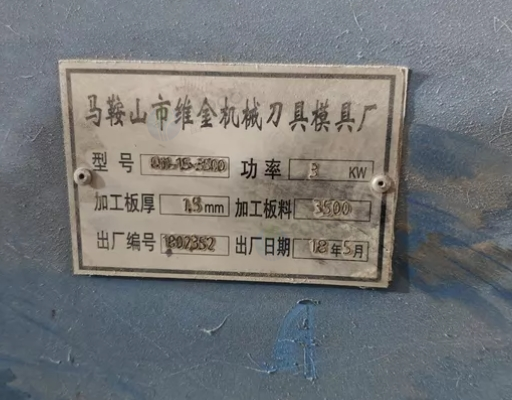 马鞍山市维金机械刀具模具厂
型号 功率 3 KW
加工板厚 1.5mm 加工板料 3500
出厂编号 1802352 出厂日期 18年5月